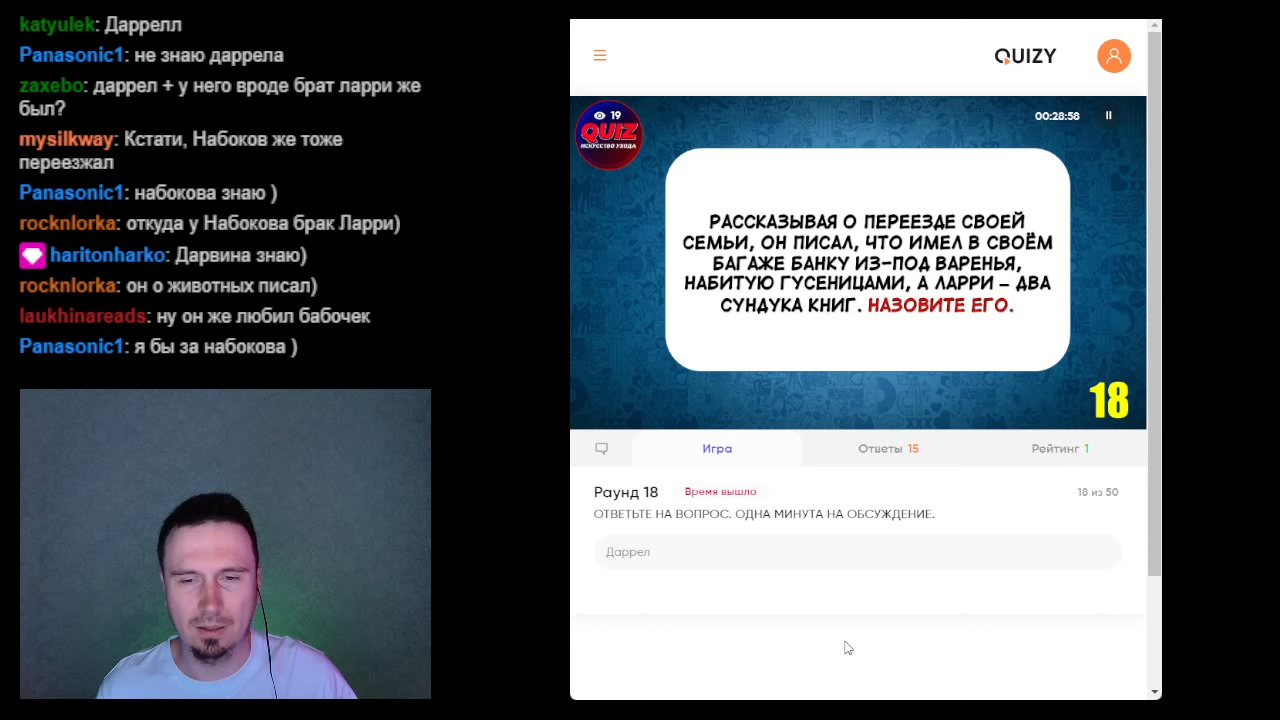 katyulek: Даррелл
Panasonic1: не знаю даррела
zaxebo: даррел + у него вроде брат ларри же
был?
mysilkway: Кстати, Набоков же тоже
переезжал
Panasonic1: набокова знаю )
rocknlorka: откуда у Набокова брак Ларри)
haritonharko: Дарвина знаю)
rocknlorka: он о животных писал)
laukhinareads: ну он же любил бабочек
Panasonic1: я бы за набокова )
QUIZY
19
QUIZ
ИСКУССТВО УХОДА
00:28:58
РАССКАЗЫВАЯ О ПЕРЕЕЗДЕ СВОЕЙ
СЕМЬИ, ОН ПИСАЛ, ЧТО ИМЕЛ В СВОЁМ
БАГАЖЕ БАНКУ ИЗ-ПОД ВАРЕНЬЯ,
НАБИТУЮ ГУСЕНИЦАМИ, А ЛАРРИ – ДВА
СУНДУКА КНИГ. НАЗОВИТЕ ЕГО.
18
Игра
Ответы 15
Рейтинг 1
Раунд 18 Время вышло 18 из 50
ОТВЕТЬТЕ НА ВОПРОС. ОДНА МИНУТА НА ОБСУЖДЕНИЕ.
Даррел